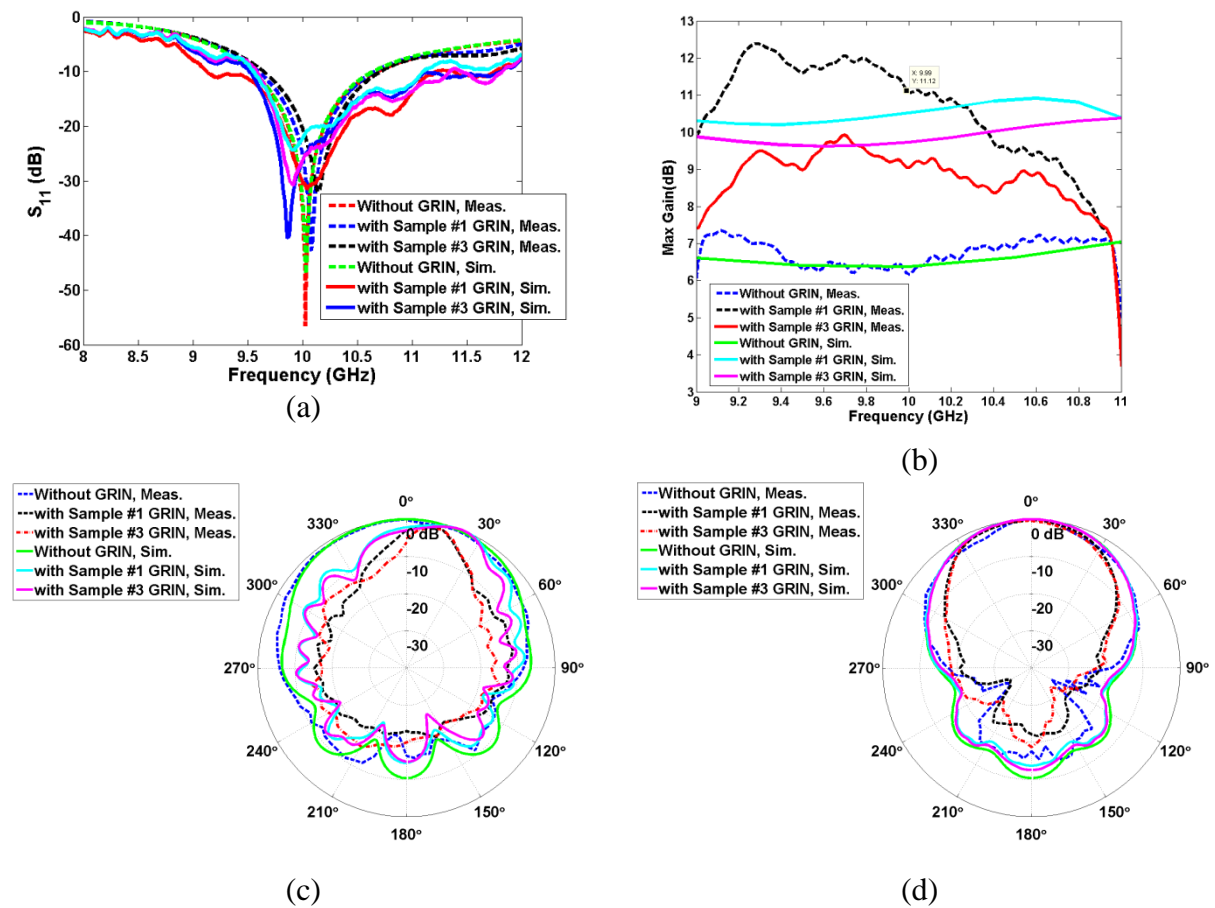 0
-10
-20
-30
-40
-50
-60
S11 (dB)
Without GRIN, Meas.
with Sample #1 GRIN, Meas.
with Sample #3 GRIN, Meas.
Without GRIN, Sim.
with Sample #1 GRIN, Sim.
with Sample #3 GRIN, Sim.
8 8.5 9 9.5 10 10.5 11 11.5 12
Frequency (GHz)
(a)
13
12
11
10
9
8
7
6
5
4
3
Max Gain(dB)
X: 9.99
Y: 11.12
Without GRIN, Meas.
with Sample #1 GRIN, Meas.
with Sample #3 GRIN, Meas.
Without GRIN, Sim.
with Sample #1 GRIN, Sim.
with Sample #3 GRIN, Sim.
9 9.2 9.4 9.6 9.8 10 10.2 10.4 10.6 10.8 11
Frequency (GHz)
(b)
Without GRIN, Meas.
with Sample #1 GRIN, Meas.
with Sample #3 GRIN, Meas.
Without GRIN, Sim.
with Sample #1 GRIN, Sim.
with Sample #3 GRIN, Sim.
0°
330° 30°
0 dB
-10
300° 60°
-20
-30
270° 90°
240° 120°
210° 150°
180°
(c)
Without GRIN, Meas.
with Sample #1 GRIN, Meas.
with Sample #3 GRIN, Meas.
Without GRIN, Sim.
with Sample #1 GRIN, Sim.
with Sample #3 GRIN, Sim.
0°
330° 30°
0 dB
-10
300° 60°
-20
-30
270° 90°
240° 120°
210° 150°
180°
(d)